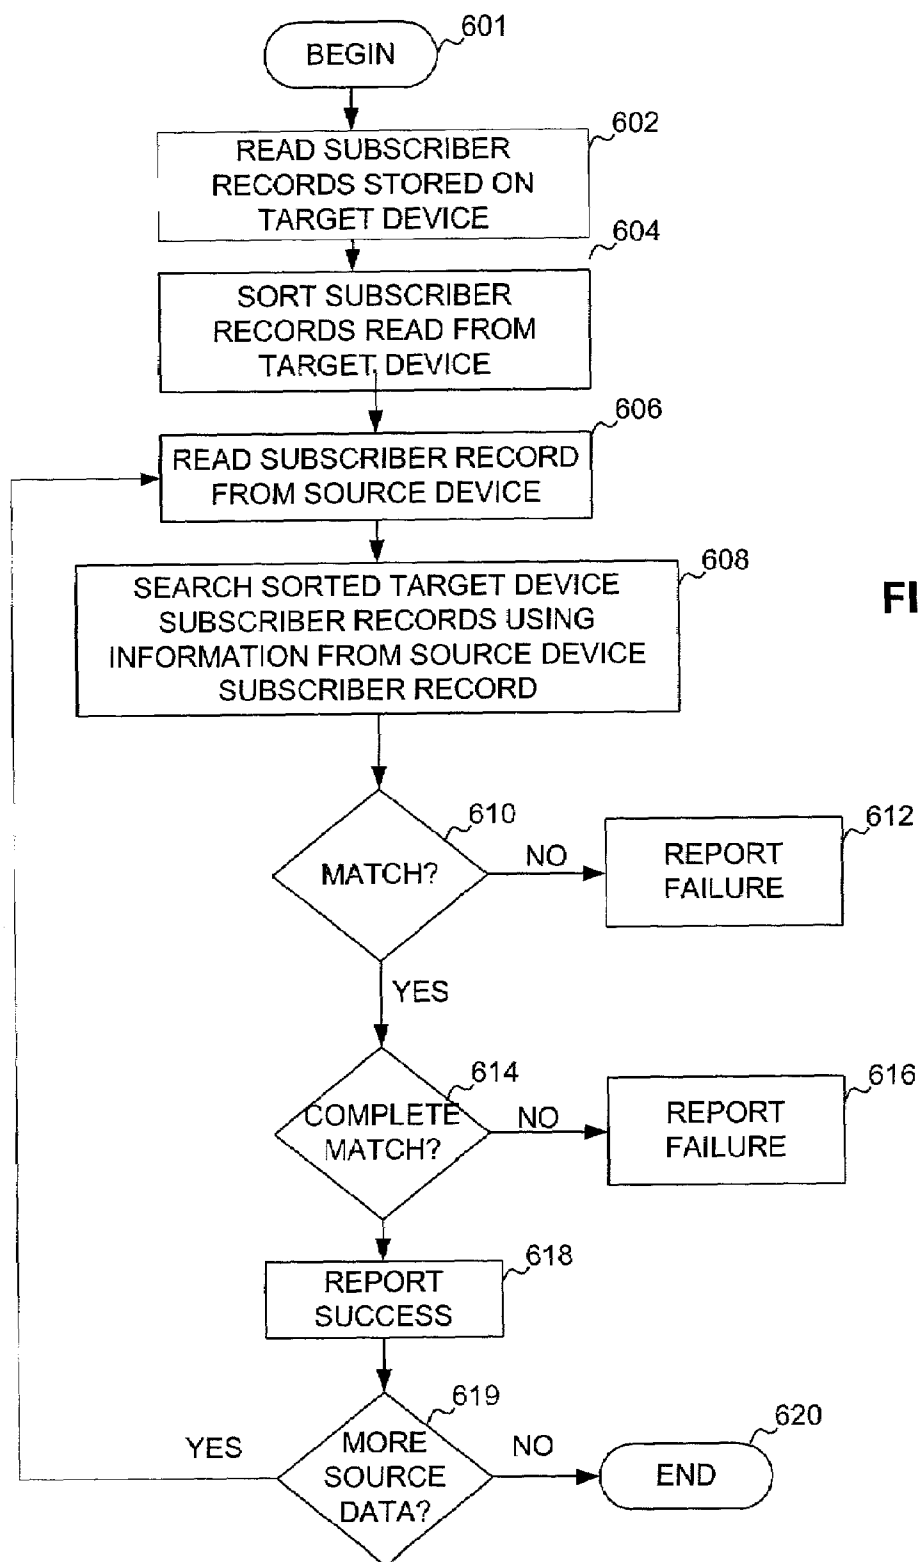 601
BEGIN
602
READ SUBSCRIBER
RECORDS STORED ON
TARGET DEVICE
604
SORT SUBSCRIBER
RECORDS READ FROM
TARGET DEVICE
606
READ SUBSCRIBER RECORD
FROM SOURCE DEVICE
608
SEARCH SORTED TARGET DEVICE
SUBSCRIBER RECORDS USING
INFORMATION FROM SOURCE DEVICE
SUBSCRIBER RECORD
FI
610
MATCH?
NO
612
REPORT
FAILURE
YES
614
COMPLETE
MATCH?
NO
616
REPORT
FAILURE
618
REPORT
SUCCESS
619
YES
MORE
SOURCE
DATA?
NO
620
END